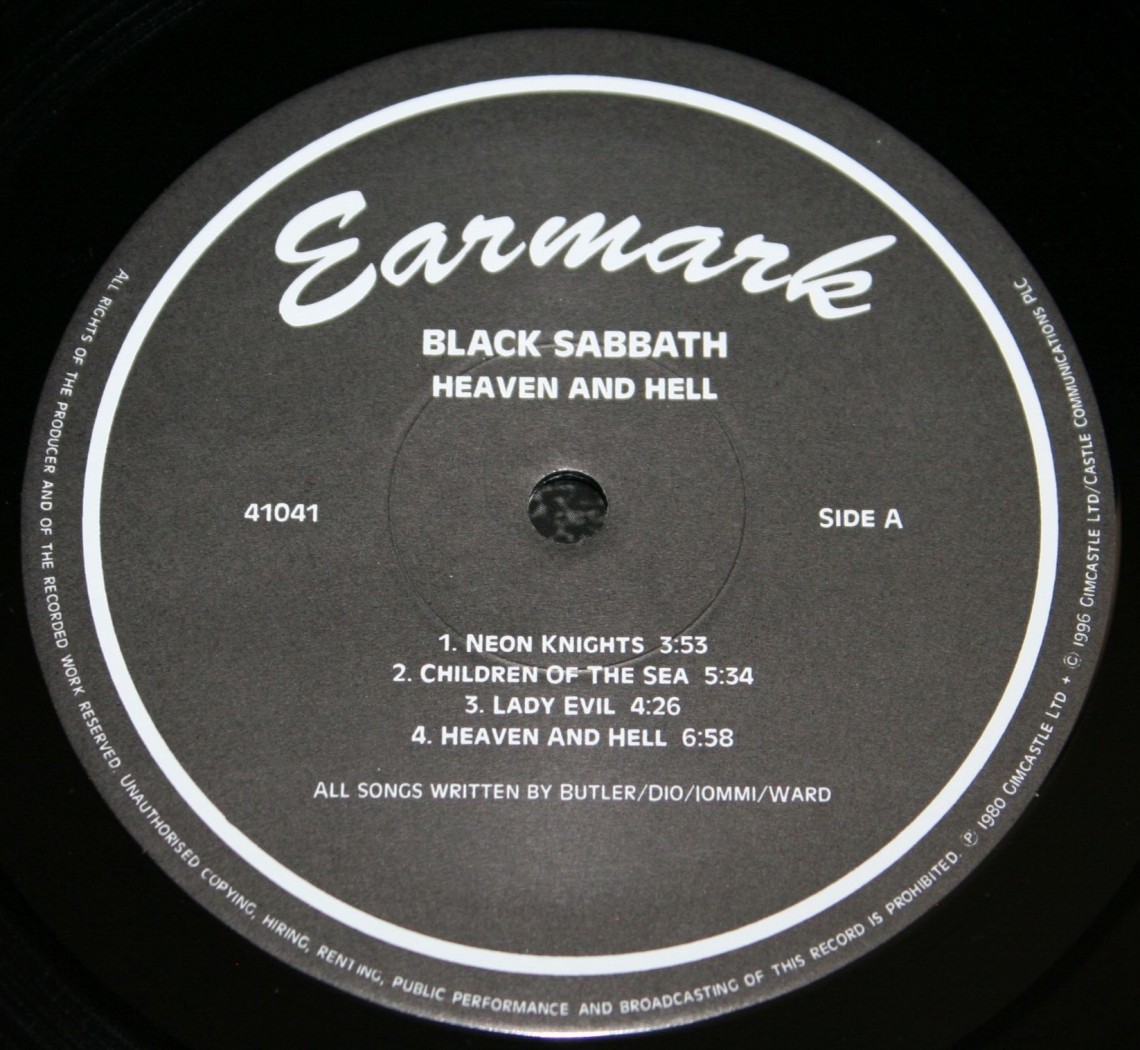 Earmark
BLACK SABBATH
HEAVEN AND HELL
41041
SIDE A
1. NEON KNIGHTS 3:53
2. CHILDREN OF THE SEA 5:34
3. LADY EVIL 4:26
4. HEAVEN AND HELL 6:58
ALL SONGS WRITTEN BY BUTLER/DIO/IOMMI/WARD
ALL RIGHTS OF THE PRODUCER AND OF THE RECORDED WORK RESERVED. UNAUTHORISED COPYING, HIRING, RENTING, PUBLIC PERFORMANCE AND BROADCASTING OF THIS RECORD IS PROHIBITED. ℗ 1980 GIMCASTLE LTD + © 1996 GIMCASTLE LTD/CASTLE COMMUNICATIONS PLC